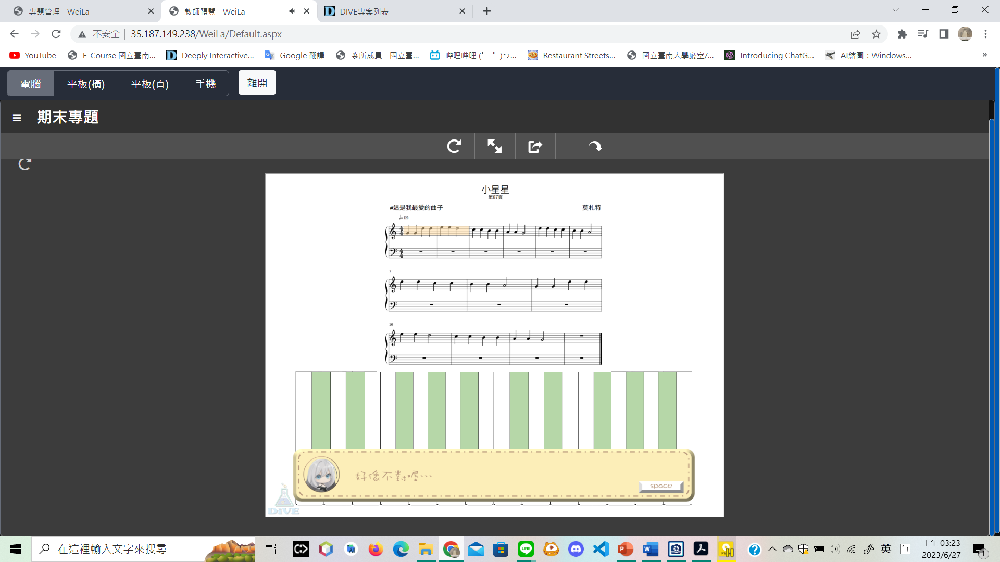 專題管理 - WeiLa
教師預覽 - WeiLa
DIVE專案列表
不安全 | 35.187.149.238/WeiLa/Default.aspx
YouTube
E-Course 國立臺南...
Deeply Interactive...
Google 翻譯
系所成員 - 國立臺...
嗶哩嗶哩 (゜-゜)つ...
Restaurant Streets...
國立臺南大學廳室/...
Introducing ChatG...
AI繪圖：Windows...
»
電腦 平板(橫) 平板(直) 手機 離開
期末專題
小星星
第87頁
#這是我最愛的曲子 莫札特
♩= 120
7
10
好像不對喔…
space
DIVE
在這裡輸入文字來搜尋
英
上午 03:23
2023/6/27
1